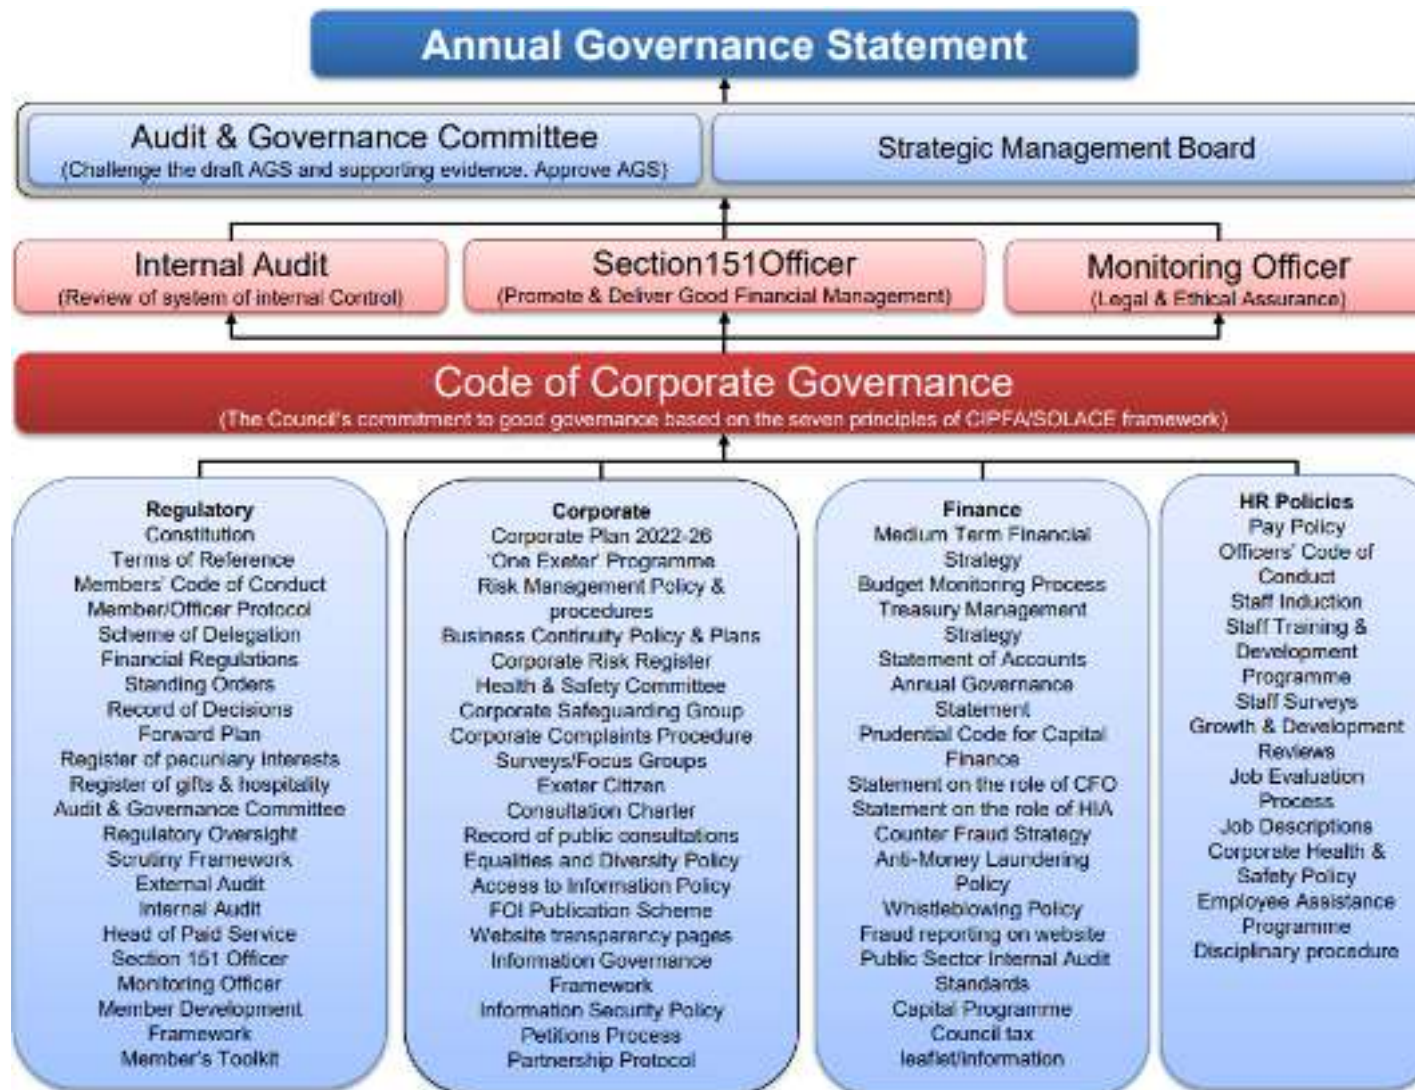 Annual Governance Statement
Audit & Governance Committee
(Challenge the draft AGS and supporting evidence. Approve AGS)
Strategic Management Board
Internal Audit
(Review of system of internal Control)
Section151Officer
(Promote & Deliver Good Financial Management)
Monitoring Officer
(Legal & Ethical Assurance)
Code of Corporate Governance
(The Council's commitment to good governance based on the seven principles of CIPFA/SOLACE framework)
Regulatory
Constitution
Terms of Reference
Members' Code of Conduct
Member/Officer Protocol
Scheme of Delegation
Financial Regulations
Standing Orders
Record of Decisions
Forward Plan
Register of pecuniary interests
Register of gifts & hospitality
Audit & Governance Committee
Regulatory Oversight
Scrutiny Framework
External Audit
Internal Audit
Head of Paid Service
Section 151 Officer
Monitoring Officer
Member Development
Framework
Member's Toolkit
Corporate
Corporate Plan 2022-26
'One Exeter' Programme
Risk Management Policy &
procedures
Business Continuity Policy & Plans
Corporate Risk Register
Health & Safety Committee
Corporate Safeguarding Group
Corporate Complaints Procedure
Surveys/Focus Groups
Exeter Citizen
Consultation Charter
Record of public consultations
Equalities and Diversity Policy
Access to Information Policy
FOI Publication Scheme
Website transparency pages
Information Governance
Framework
Information Security Policy
Petitions Process
Partnership Protocol
Finance
Medium Term Financial
Strategy
Budget Monitoring Process
Treasury Management
Strategy
Statement of Accounts
Annual Governance
Statement
Prudential Code for Capital
Finance
Statement on the role of CFO
Statement on the role of HIA
Counter Fraud Strategy
Anti-Money Laundering
Policy
Whistleblowing Policy
Fraud reporting on website
Public Sector Internal Audit
Standards
Capital Programme
Council tax
leaflet/information
HR Policies
Pay Policy
Officers' Code of
Conduct
Staff Induction
Staff Training &
Development
Programme
Staff Surveys
Growth & Development
Reviews
Job Evaluation
Process
Job Descriptions
Corporate Health &
Safety Policy
Employee Assistance
Programme
Disciplinary procedure